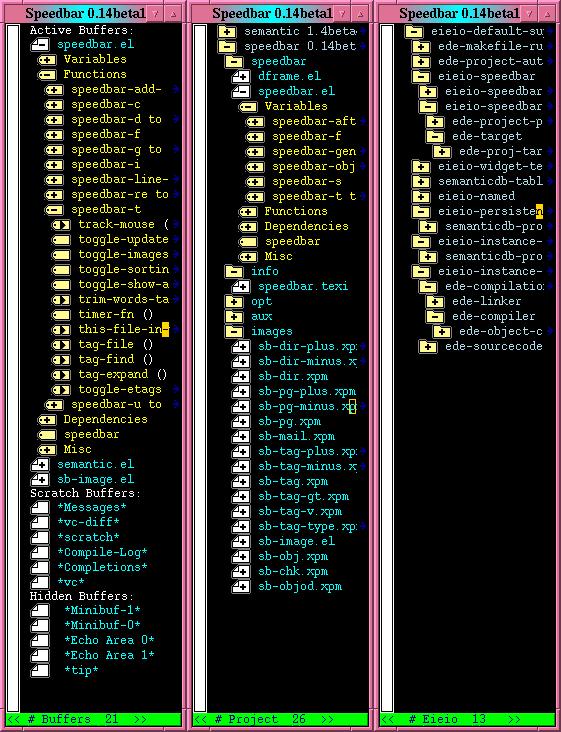 Speedbar 0.14beta1
Active Buffers:
speedbar.el
Variables
Functions
speedbar-add-
speedbar-c
speedbar-d to
speedbar-f
speedbar-g to
speedbar-i
speedbar-line-
speedbar-re to
speedbar-t
track-mouse (
toggle-update
toggle-images
toggle-sortin
toggle-show-a
trim-words-ta
timer-fn ()
this-file-in-
tag-file ()
tag-find ()
tag-expand ()
toggle-etags
speedbar-u to
Dependencies
speedbar
Misc
semantic.el
sb-image.el
Scratch Buffers:
*Messages*
*vc-diff*
*scratch*
*Compile-Log*
*Completions*
*vc*
Hidden Buffers:
*Minibuf-1*
*Minibuf-0*
*Echo Area 0*
*Echo Area 1*
*tip*
<< # Buffers 21 >>
Speedbar 0.14beta1
semantic 1.4beta
speedbar 0.14bet
speedbar
dframe.el
speedbar.el
Variables
speedbar-aft
speedbar-f
speedbar-gen
speedbar-obj
speedbar-s
speedbar-t t
Functions
Dependencies
speedbar
Misc
info
speedbar.texi
opt
aux
images
sb-dir-plus.xp
sb-dir-minus.x
sb-dir.xpm
sb-pg-plus.xpm
sb-pg-minus.xp
sb-pg.xpm
sb-mail.xpm
sb-tag-plus.xp
sb-tag-minus.x
sb-tag.xpm
sb-tag-gt.xpm
sb-tag-v.xpm
sb-tag-type.xp
sb-image.el
sb-obj.xpm
sb-chk.xpm
sb-objod.xpm
<< # Project 26 >>
Speedbar 0.14beta1
eieio-default-su
ede-makefile-ru
ede-project-aut
eieio-speedbar
eieio-speedbar
eieio-speedbar
ede-project-p
ede-target
ede-proj-tar
eieio-widget-te
semanticdb-tabl
eieio-named
eieio-persisten
semanticdb-pro
eieio-instance-
semanticdb-pro
eieio-instance-
ede-compilatio
ede-linker
ede-compiler
ede-object-c
ede-sourcecode
<< # Eieio 13 >>